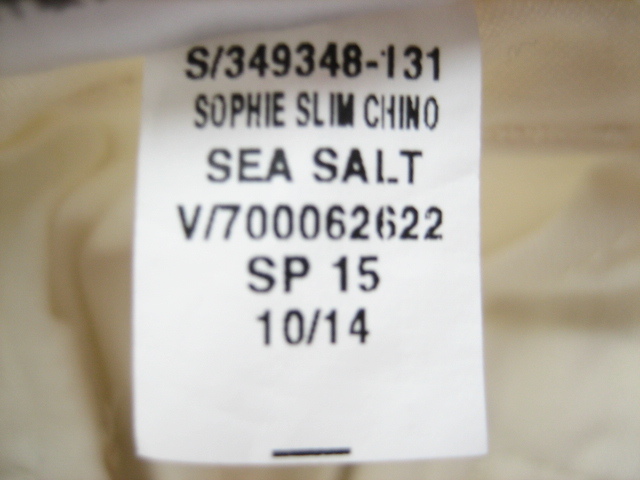 S/349348-131
SOPHIE SLIM CHINO
SEA SALT
V/700062622
SP 15
10/14